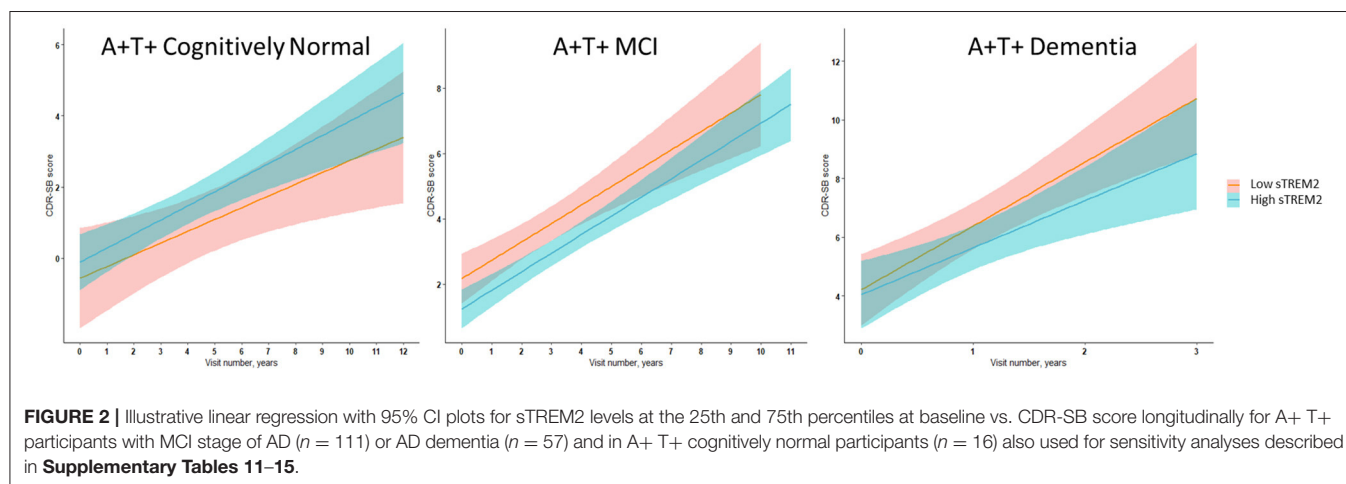 A+T+ Cognitively Normal
CDR-SB score
6
4
2
0
0 1 2 3 4 5 6 7 8 9 10 11 12
Visit number, years
A+T+ MCI
CDR-SB score
8
6
4
2
0 1 2 3 4 5 6 7 8 9 10 11
Visit number, years
A+T+ Dementia
CDR-SB score
12
10
8
6
4
0 1 2 3
Visit number, years
Low sTREM2
High sTREM2
FIGURE 2 | Illustrative linear regression with 95% CI plots for sTREM2 levels at the 25th and 75th percentiles at baseline vs. CDR-SB score longitudinally for A+ T+
participants with MCI stage of AD (n = 111) or AD dementia (n = 57) and in A+ T+ cognitively normal participants (n = 16) also used for sensitivity analyses described
in Supplementary Tables 11–15.